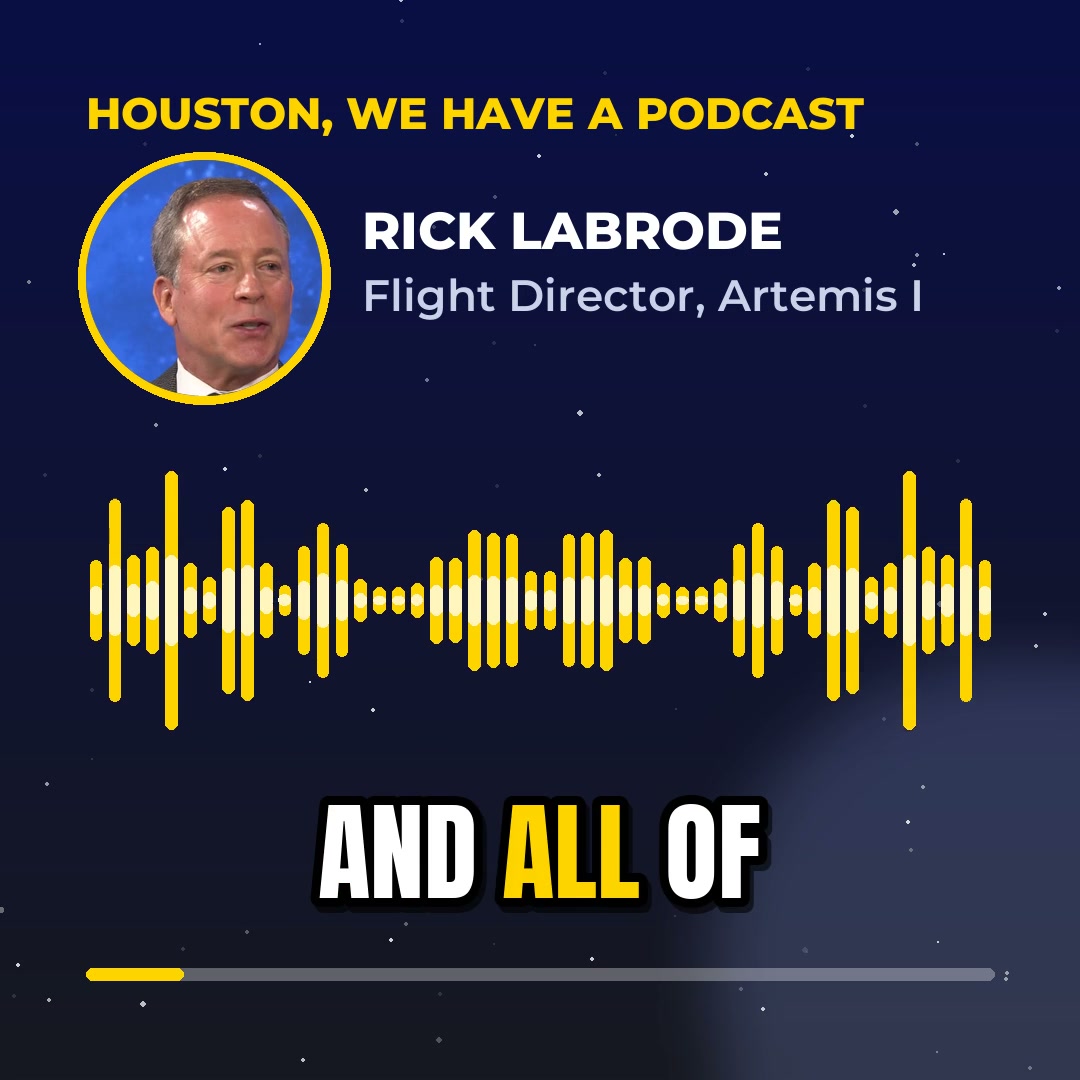 HOUSTON, WE HAVE A PODCAST
RICK LABRODE
Flight Director, Artemis I
AND ALL OF